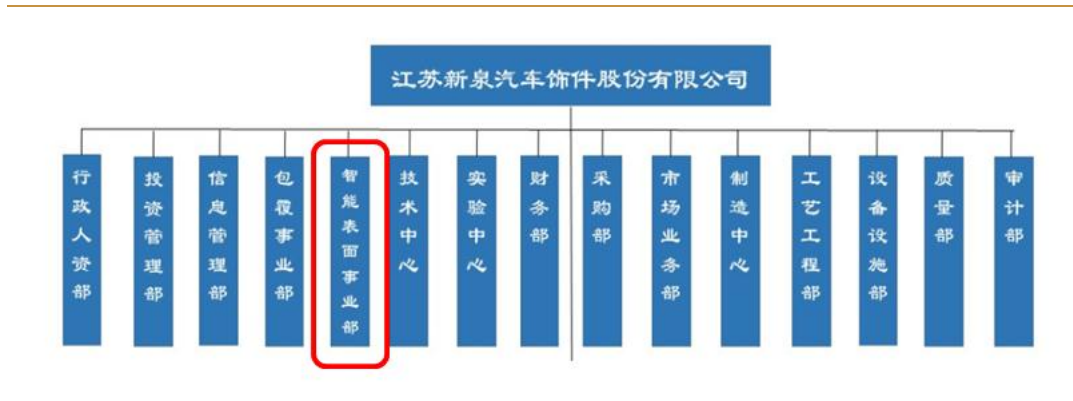 江苏新泉汽车饰件股份有限公司
行政人资部
投资管理部
信息管理部
包覆事业部
智能表面事业部
技术中心
实验中心
财务部
采购部
市场业务部
制造中心
工艺工程部
设备设施部
质量部
审计部